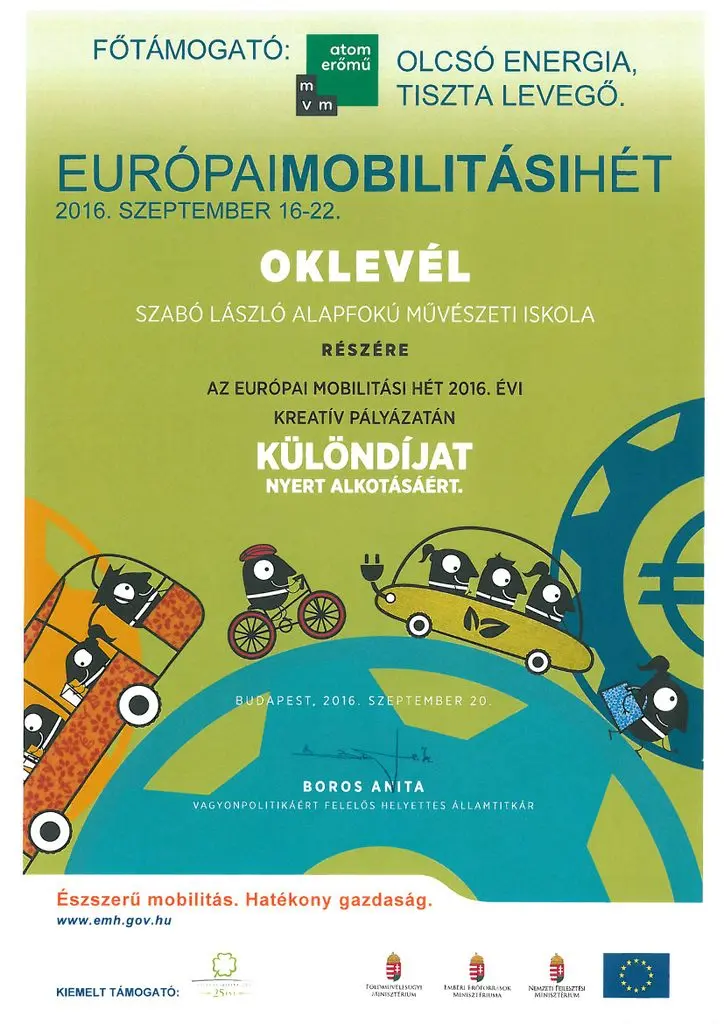 FŐTÁMOGATÓ:
atom
erőmű
m
v m
OLCSÓ ENERGIA,
TISZTA LEVEGŐ.
EURÓPAIMOBILITÁSIHÉT
2016. SZEPTEMBER 16-22.
OKLEVÉL
SZABÓ LÁSZLÓ ALAPFOKÚ MŰVÉSZETI ISKOLA
RÉSZÉRE
AZ EURÓPAI MOBILITÁSI HÉT 2016. ÉVI
KREATÍV PÁLYÁZATÁN
KÜLÖNDÍJAT
NYERT ALKOTÁSÁÉRT.
BUDAPEST, 2016. SZEPTEMBER 20.
BOROS ANITA
VAGYONPOLITIKÁÉRT FELELŐS HELYETTES ÁLLAMTITKÁR
Észszerű mobilitás. Hatékony gazdaság.
www.emh.gov.hu
KIEMELT TÁMOGATÓ:
25
FÖLDMŰVELÉSÜGYI
MINISZTÉRIUM
EMBERI ERŐFORRÁSOK
MINISZTÉRIUMA
NEMZETI FEJLESZTÉSI
MINISZTÉRIUM